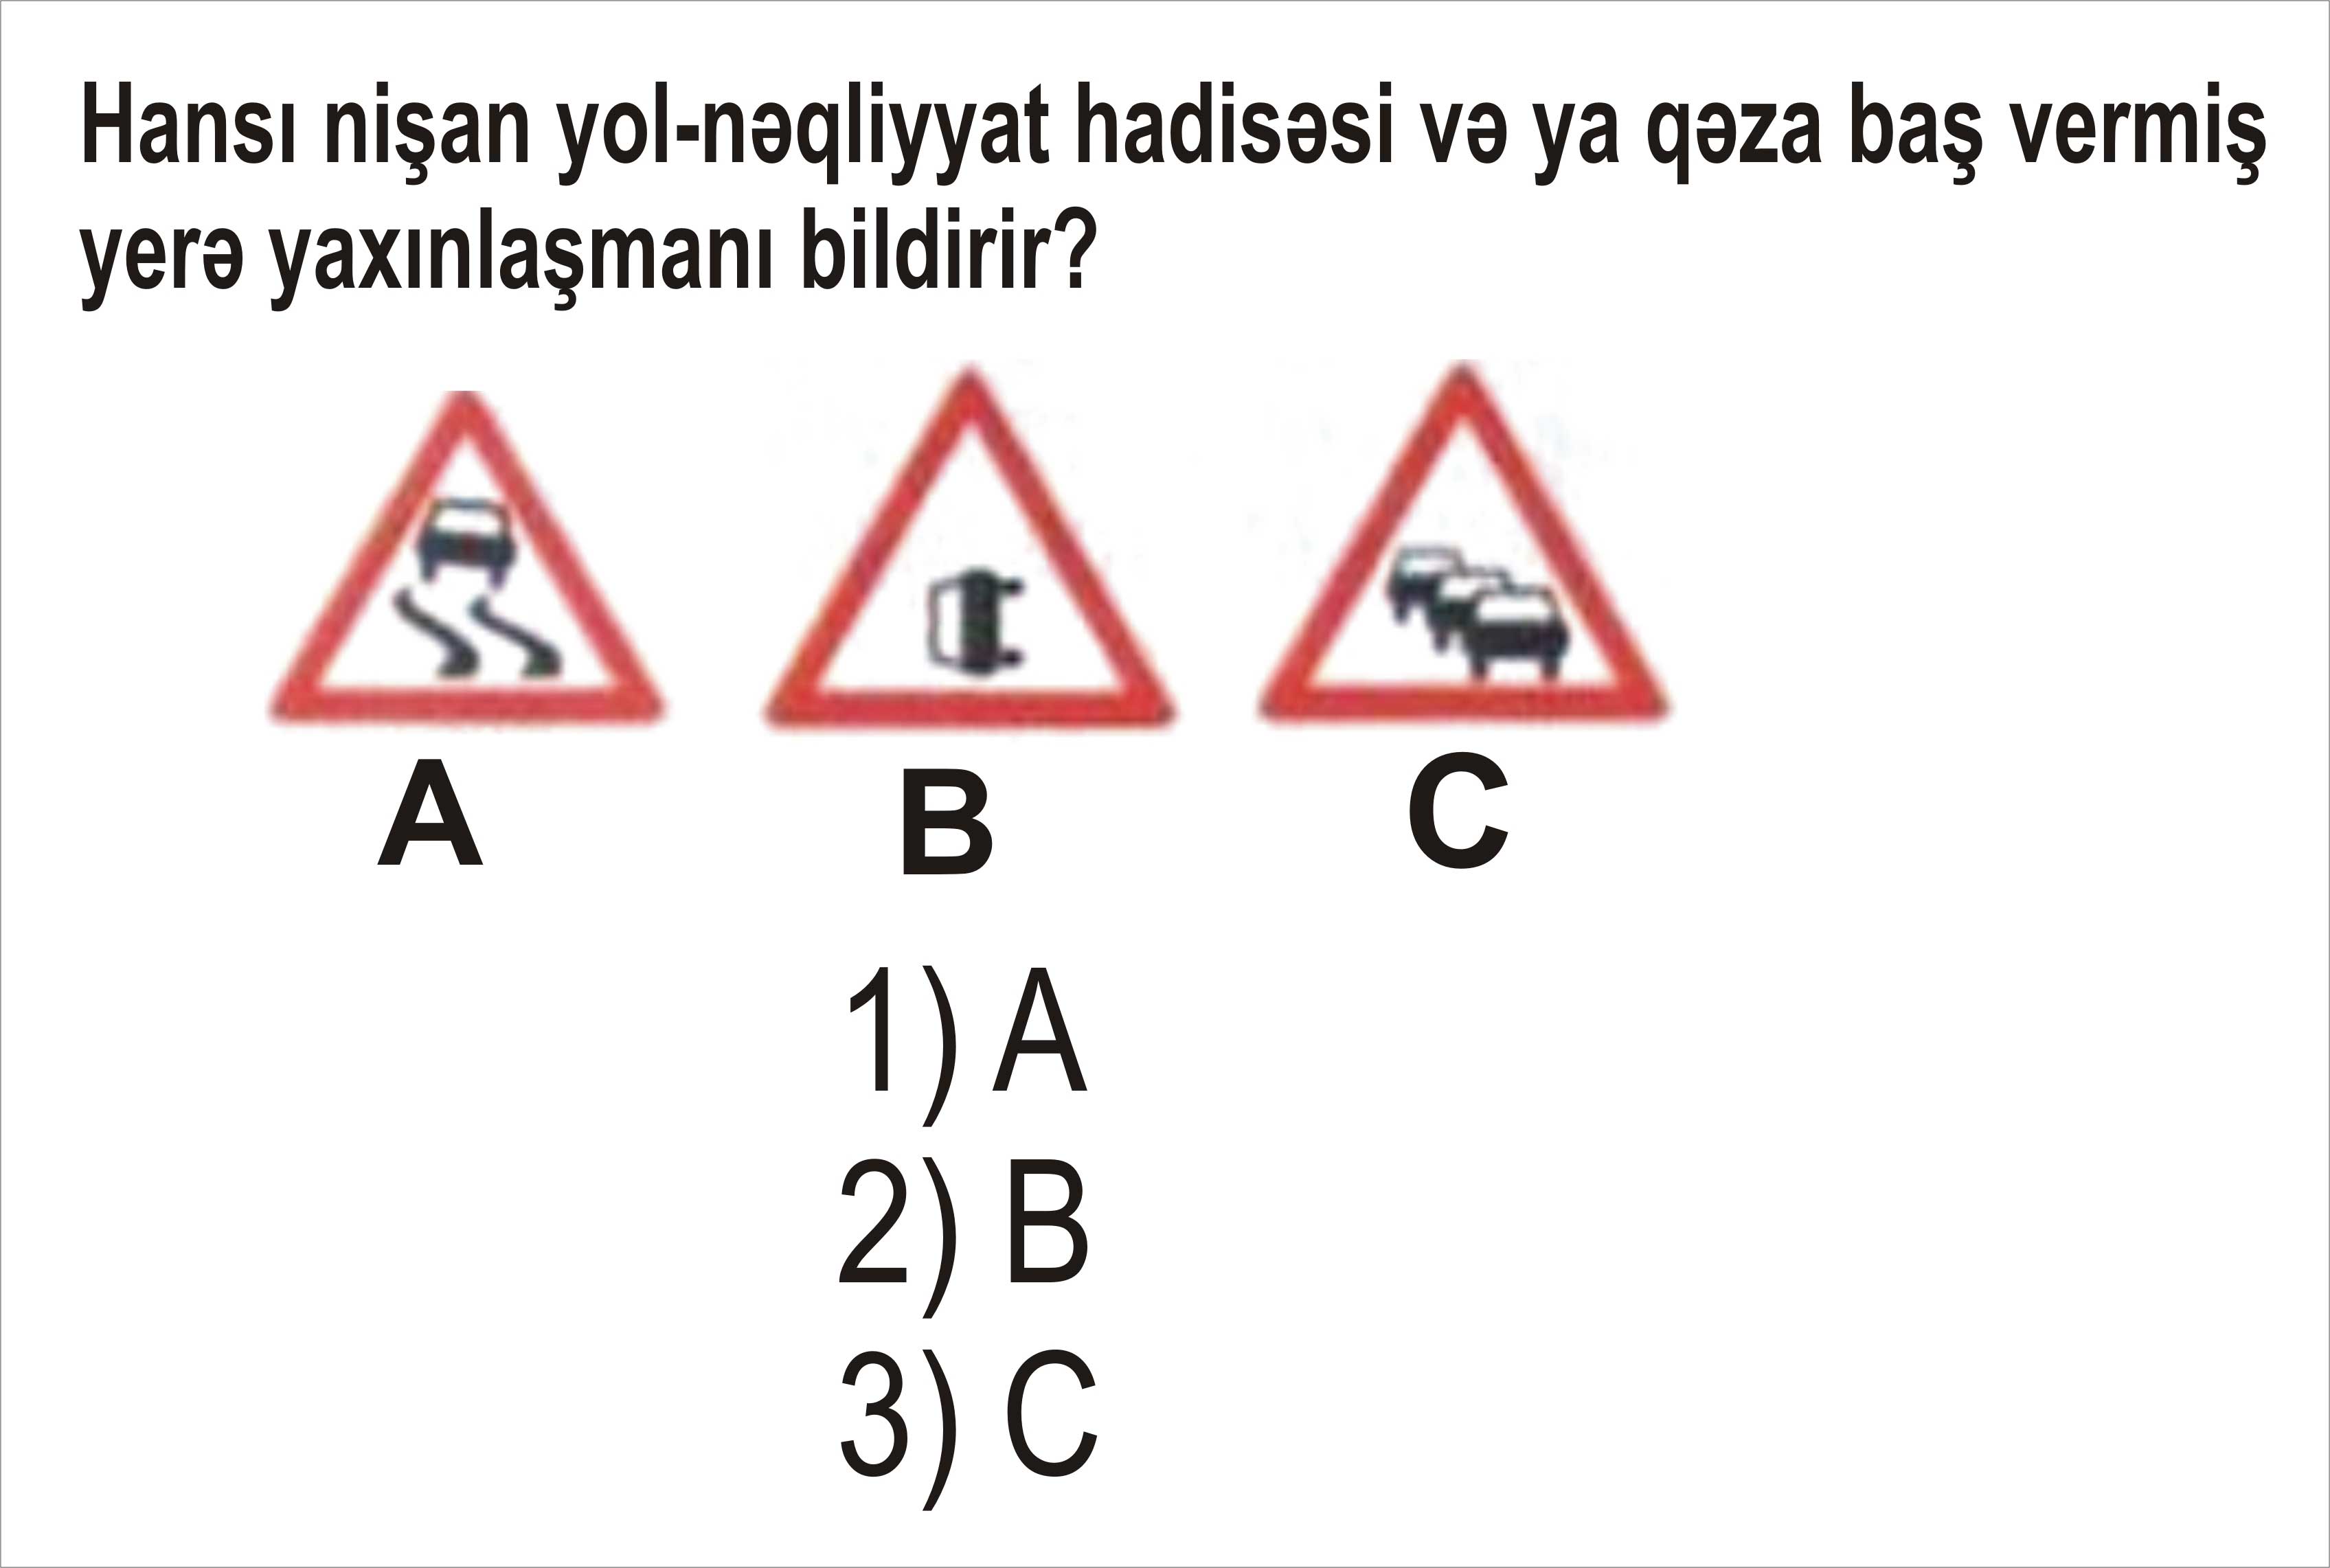 Hansı nişan yol-nəqliyyat hadisəsi və ya qəza baş vermiş
yerə yaxınlaşmanı bildirir?
A B C
1) A
2) B
3) C